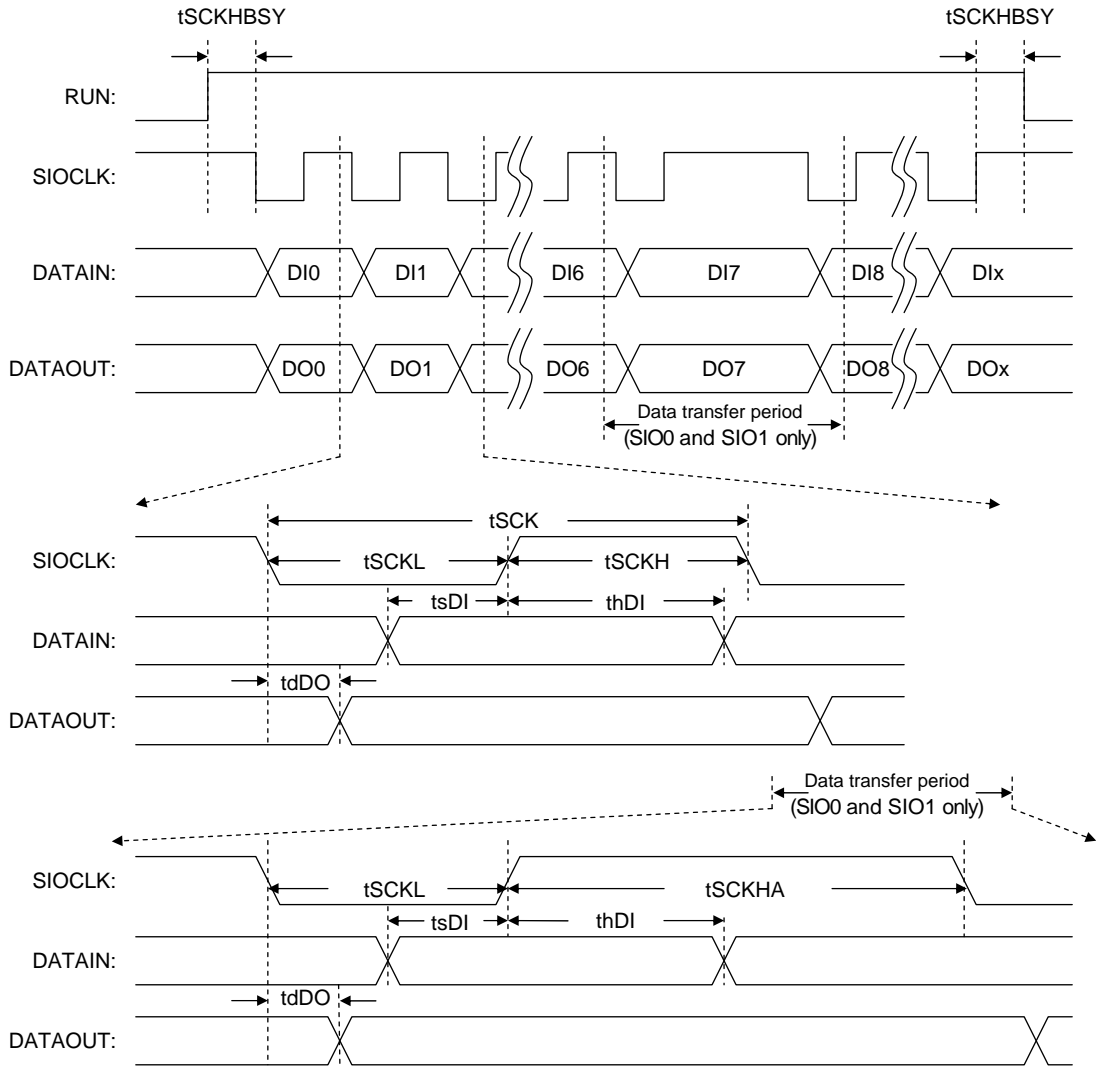 tSCKHBSY tSCKHBSY
RUN:
SIOCLK:
DATAIN: DI0 DI1 DI6 DI7 DI8 DIx
DATAOUT: DO0 DO1 DO6 DO7 DO8 DOx
Data transfer period
(SIO0 and SIO1 only)
tSCK
SIOCLK: tSCKL tSCKH
tsDI thDI
DATAIN:
tdDO
DATAOUT:
Data transfer period
(SIO0 and SIO1 only)
SIOCLK: tSCKL tSCKHA
tsDI thDI
DATAIN:
tdDO
DATAOUT: